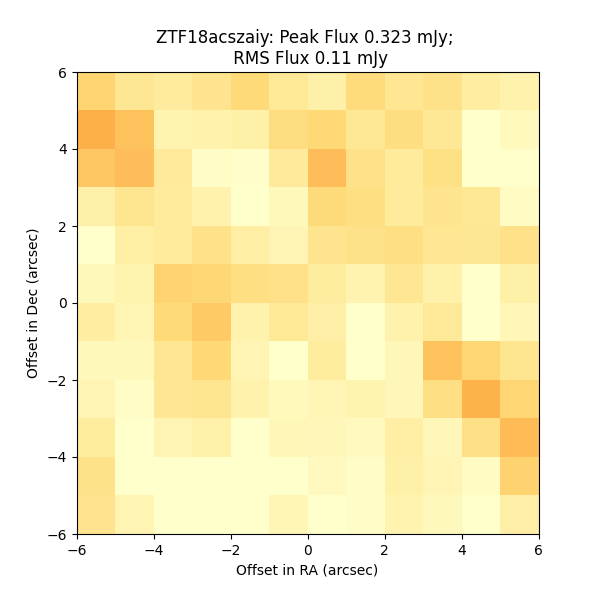 ZTF18acszaiy: Peak Flux 0.323 mJy;
RMS Flux 0.11 mJy
6
4
2
0
−2
−4
−6
Offset in Dec (arcsec)
−6 −4 −2 0 2 4 6
Offset in RA (arcsec)